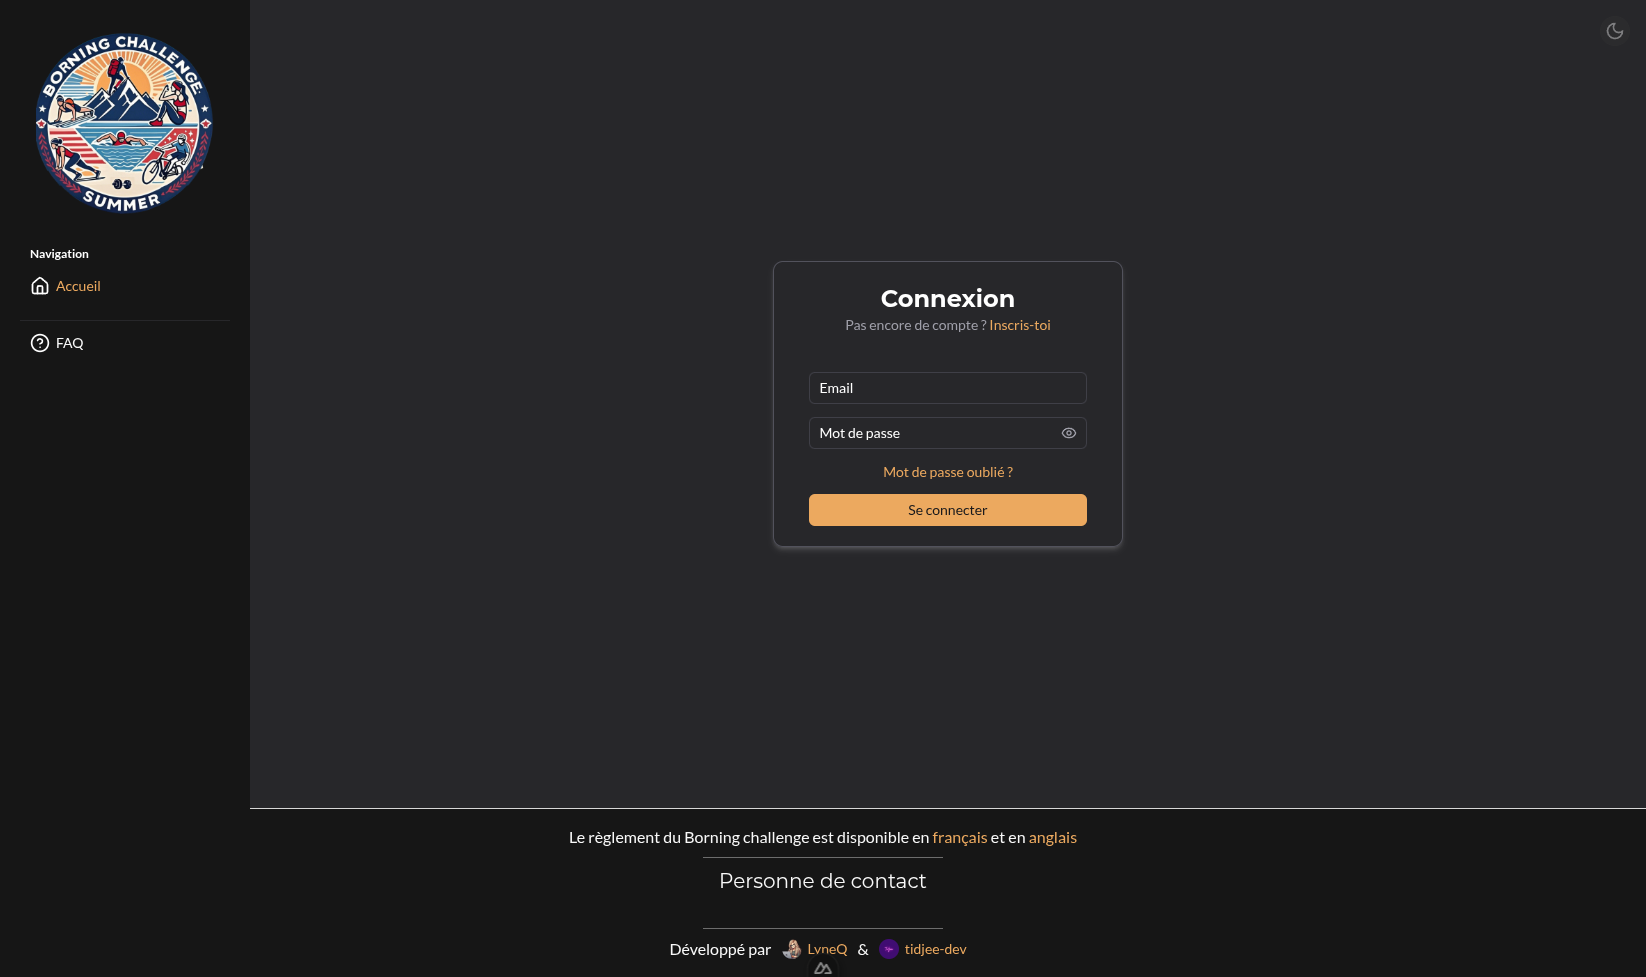 BORNING CHALLENGE
SUMMER
Navigation
Accueil
FAQ
Connexion
Pas encore de compte ? Inscris-toi
Email
Mot de passe
Mot de passe oublié ?
Se connecter
Le règlement du Borning challenge est disponible en français et en anglais
Personne de contact
Développé par LyneQ & tidjee-dev